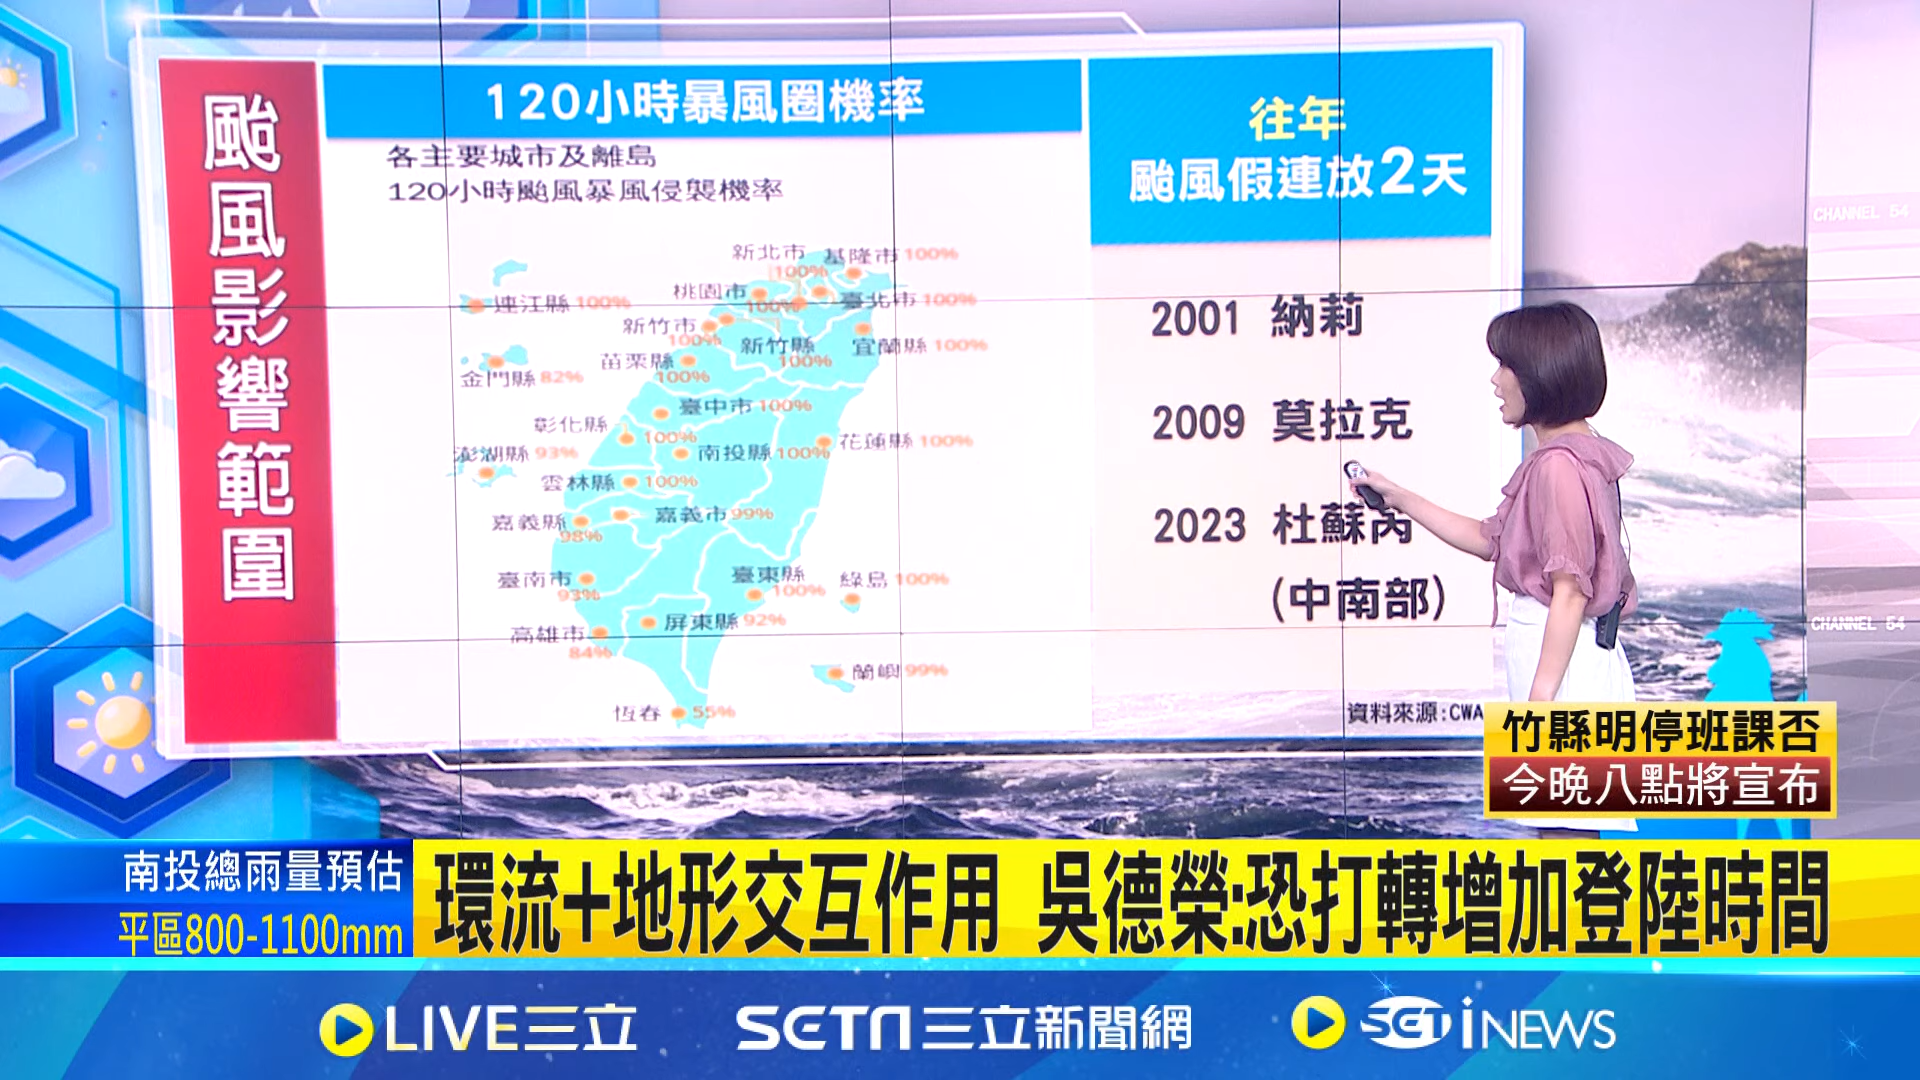 颱風影響範圍
120小時暴風圈機率
各主要城市及離島
120小時颱風暴風侵襲機率
新北市 100%
基隆市 100%
連江縣 100%
桃園市 100%
臺北市 100%
新竹市 100%
新竹縣 100%
宜蘭縣 100%
金門縣 82%
苗栗縣 100%
臺中市 100%
彰化縣 100%
花蓮縣 100%
澎湖縣 93%
南投縣 100%
雲林縣 100%
嘉義縣 98%
嘉義市 99%
臺南市 93%
臺東縣 100%
綠島 100%
高雄市 84%
屏東縣 92%
蘭嶼 99%
恆春 55%
往年
颱風假連放2天
2001 納莉
2009 莫拉克
2023 杜蘇芮
(中南部)
資料來源:CWA
CHANNEL 54
CHANNEL 54
竹縣明停班課否
今晚八點將宣布
南投總雨量預估
平區800-1100mm
環流+地形交互作用 吳德榮:恐打轉增加登陸時間
LIVE三立
SETN三立新聞網
SET iNEWS